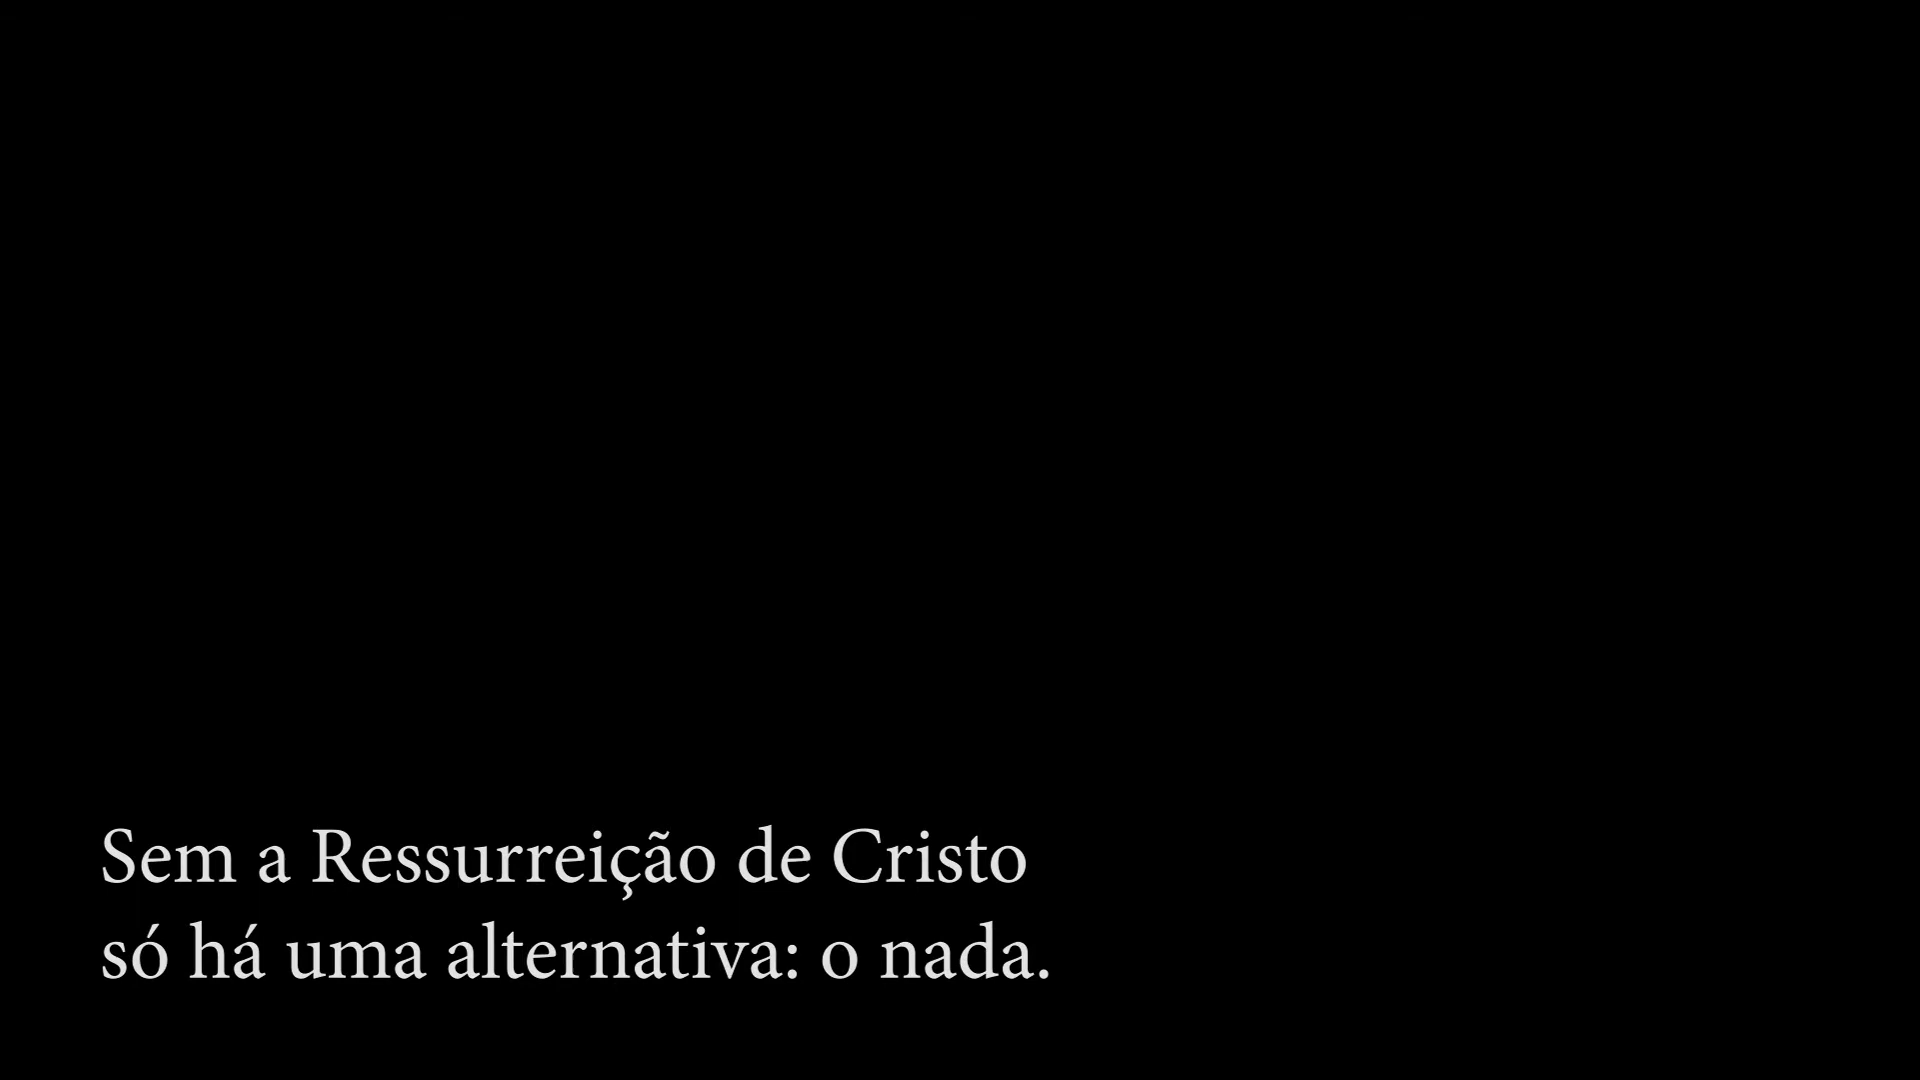 Sem a Ressurreição de Cristo
só há uma alternativa: o nada.